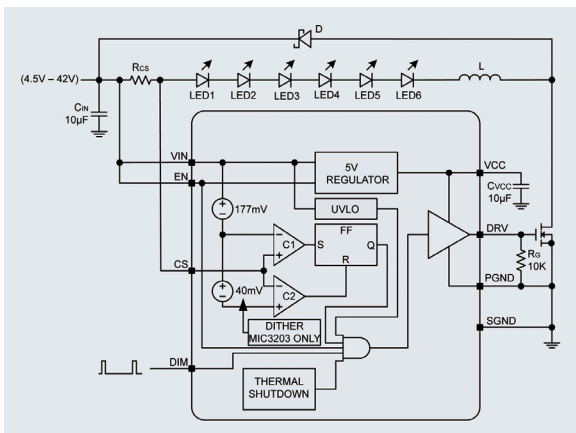 D
(4.5V – 42V)
RCS
L
LED1 LED2 LED3 LED4 LED5 LED6
CIN
10µF
VIN
EN
5V
REGULATOR
VCC
CVCC
10µF
177mV
UVLO
FF
C1
S
Q
R
DRV
CS
RG
10K
40mV
C2
PGND
DITHER
MIC3203 ONLY
SGND
DIM
THERMAL
SHUTDOWN